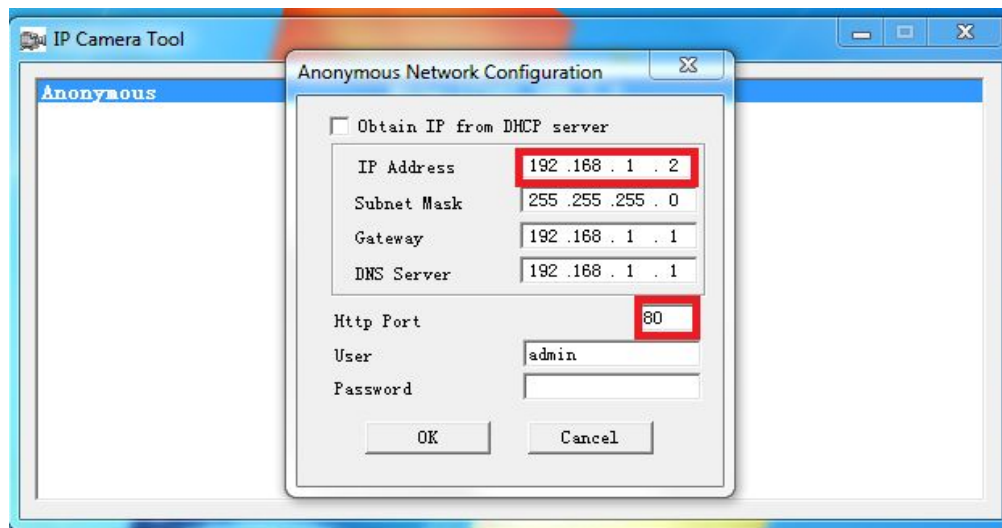 IP Camera Tool
Anonymous Network Configuration
Anonymous
Obtain IP from DHCP server
IP Address 192 .168 . 1 . 2
Subnet Mask 255 .255 .255 . 0
Gateway 192 .168 . 1 . 1
DNS Server 192 .168 . 1 . 1
Http Port 80
User admin
Password
OK Cancel